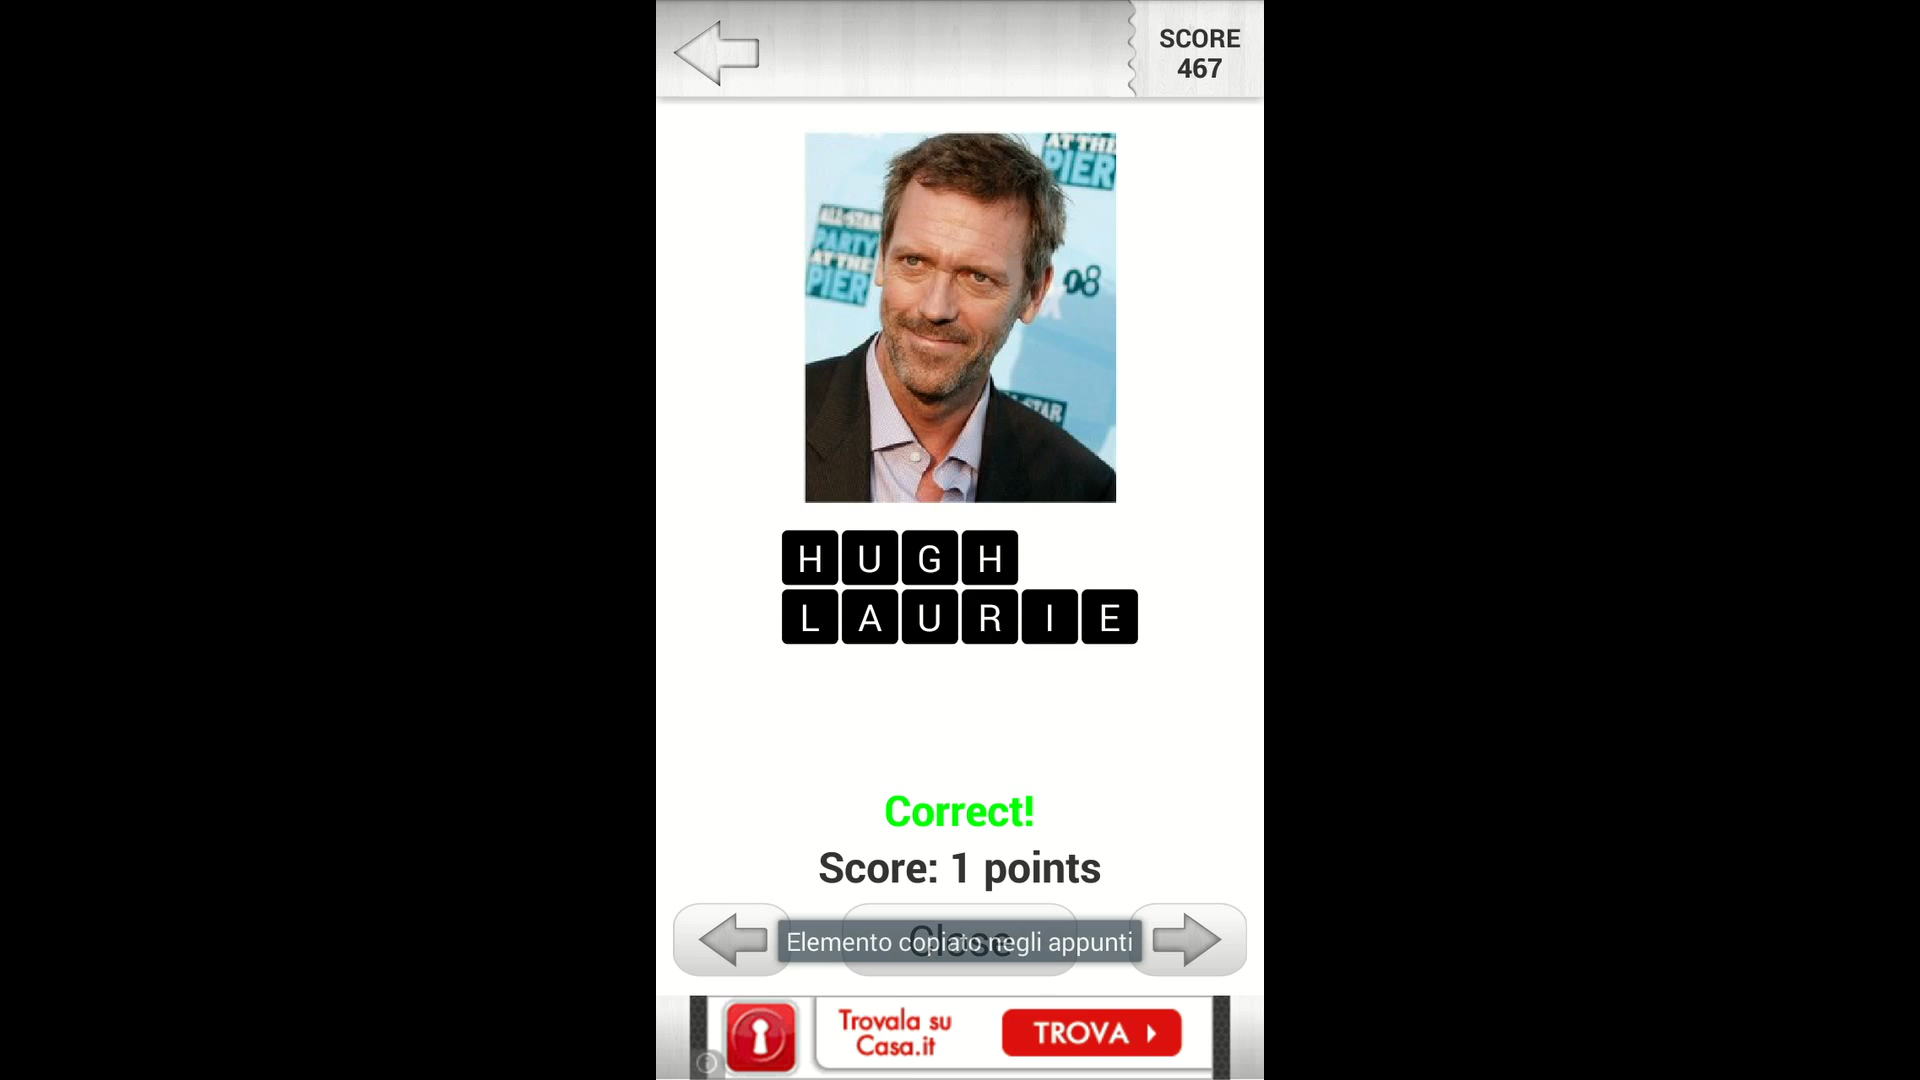 SCORE
467
AT THE
PIER
ALL-STAR
PARTY
AT THE
PIER
08
HUGH
LAURIE
Correct!
Score: 1 points
Close
Elemento copiato negli appunti
Trovala su
Casa.it
TROVA